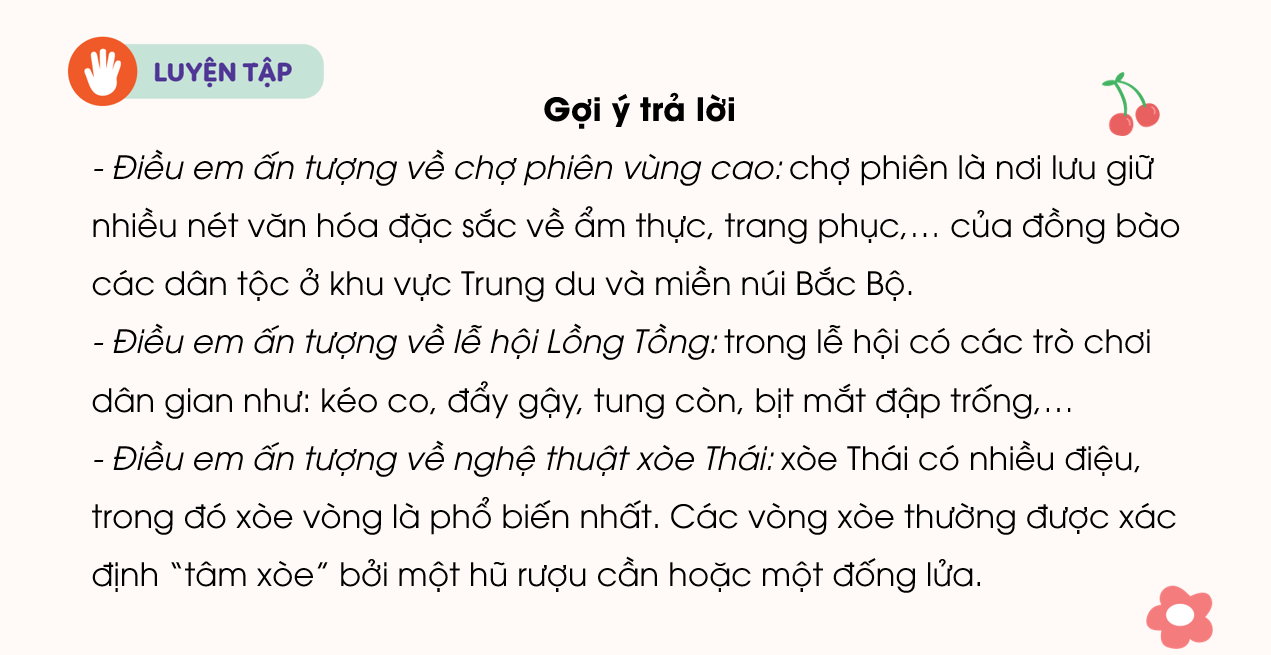 LUYỆN TẬP
Gợi ý trả lời
- Điều em ấn tượng về chợ phiên vùng cao: chợ phiên là nơi lưu giữ
nhiều nét văn hóa đặc sắc về ẩm thực, trang phục,... của đồng bào
các dân tộc ở khu vực Trung du và miền núi Bắc Bộ.
- Điều em ấn tượng về lễ hội Lồng Tồng: trong lễ hội có các trò chơi
dân gian như: kéo co, đẩy gậy, tung còn, bịt mắt đập trống,...
- Điều em ấn tượng về nghệ thuật xòe Thái: xòe Thái có nhiều điệu,
trong đó xòe vòng là phổ biến nhất. Các vòng xòe thường được xác
định “tâm xòe” bởi một hũ rượu cần hoặc một đống lửa.